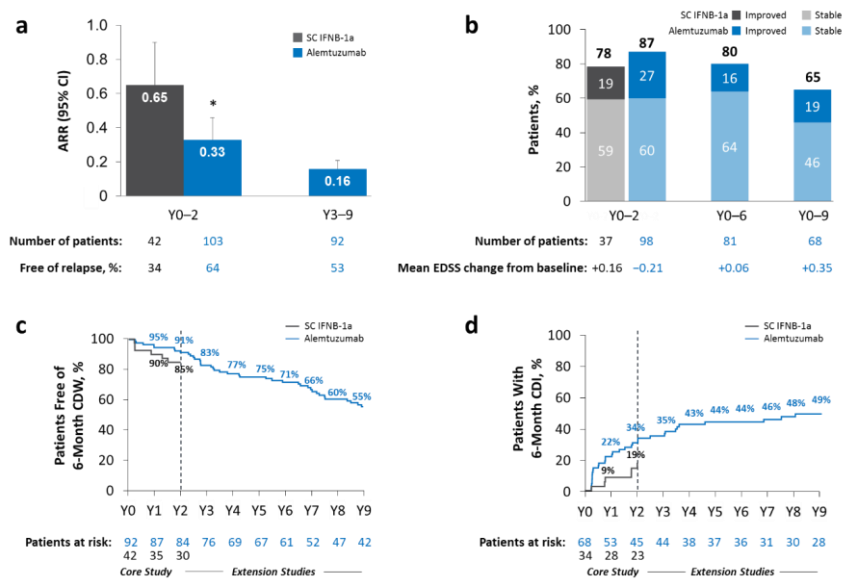 a
SC IFNB-1a
Alemtuzumab
ARR (95% CI)
1.0
0.8
0.6
0.4
0.2
0
0.65
*
0.33
0.16
Y0–2 Y3–9
Number of patients: 42 103 92
Free of relapse, %: 34 64 53
b
SC IFNB-1a Improved Stable
Alemtuzumab Improved Stable
Patients, %
100
80
60
40
20
0
78 87 80 65
19 27 16 19
59 60 64 46
Y0–2 Y0–6 Y0–9
Number of patients: 37 98 81 68
Mean EDSS change from baseline: +0.16 −0.21 +0.06 +0.35
c
SC IFNB-1a
Alemtuzumab
Patients Free of
6-Month CDW, %
100
80
60
40
20
0
95% 91% 83% 77% 75% 71% 66% 60% 55%
90% 85%
Y0 Y1 Y2 Y3 Y4 Y5 Y6 Y7 Y8 Y9
Patients at risk: 92 87 84 76 69 67 61 52 47 42
42 35 30
Core Study Extension Studies
d
SC IFNB-1a
Alemtuzumab
Patients With
6-Month CDI, %
100
80
60
40
20
0
22% 34% 35% 43% 44% 44% 46% 48% 49%
9% 19%
Y0 Y1 Y2 Y3 Y4 Y5 Y6 Y7 Y8 Y9
Patients at risk: 68 53 45 44 38 37 36 31 30 28
34 28 23
Core Study Extension Studies